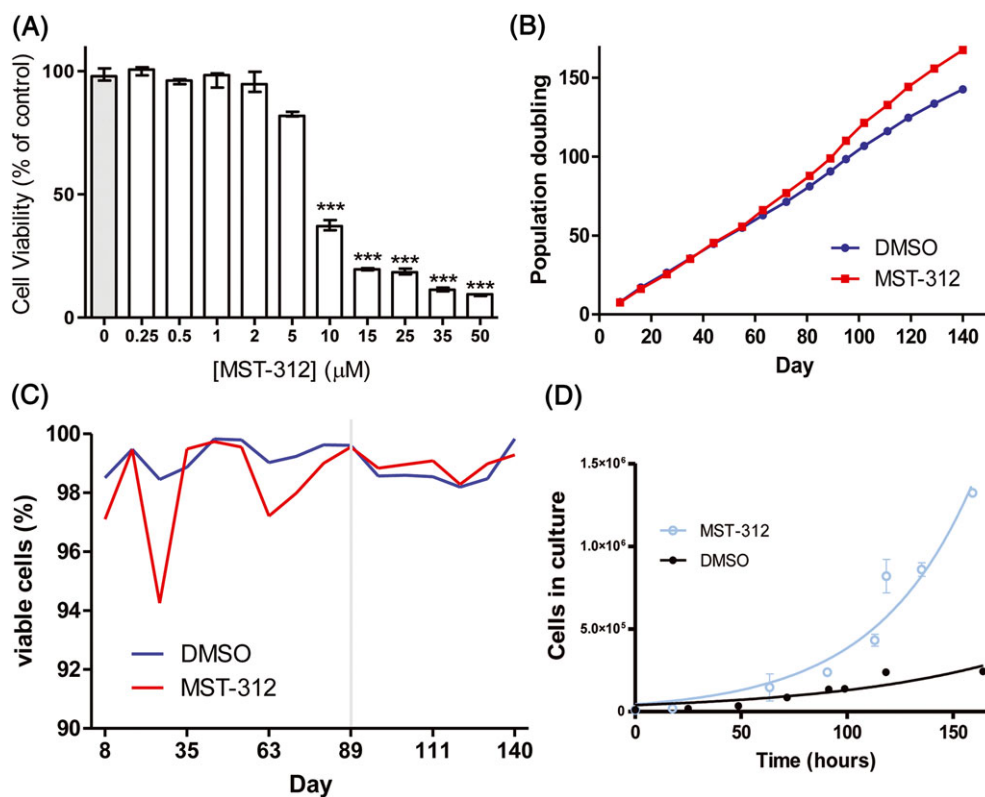 (A)
Cell Viability (% of control)
100
50
0
***
***
***
***
***
0 0.25 0.5 1 2 5 10 15 25 35 50
[MST-312] (μM)
(B)
Population doubling
150
100
50
0
DMSO
MST-312
0 20 40 60 80 100 120 140
Day
(C)
viable cells (%)
100
98
96
94
92
90
DMSO
MST-312
8 35 63 89 111 140
Day
(D)
Cells in culture
1.5×10⁶
1.0×10⁶
5.0×10⁵
0
MST-312
DMSO
0 50 100 150
Time (hours)